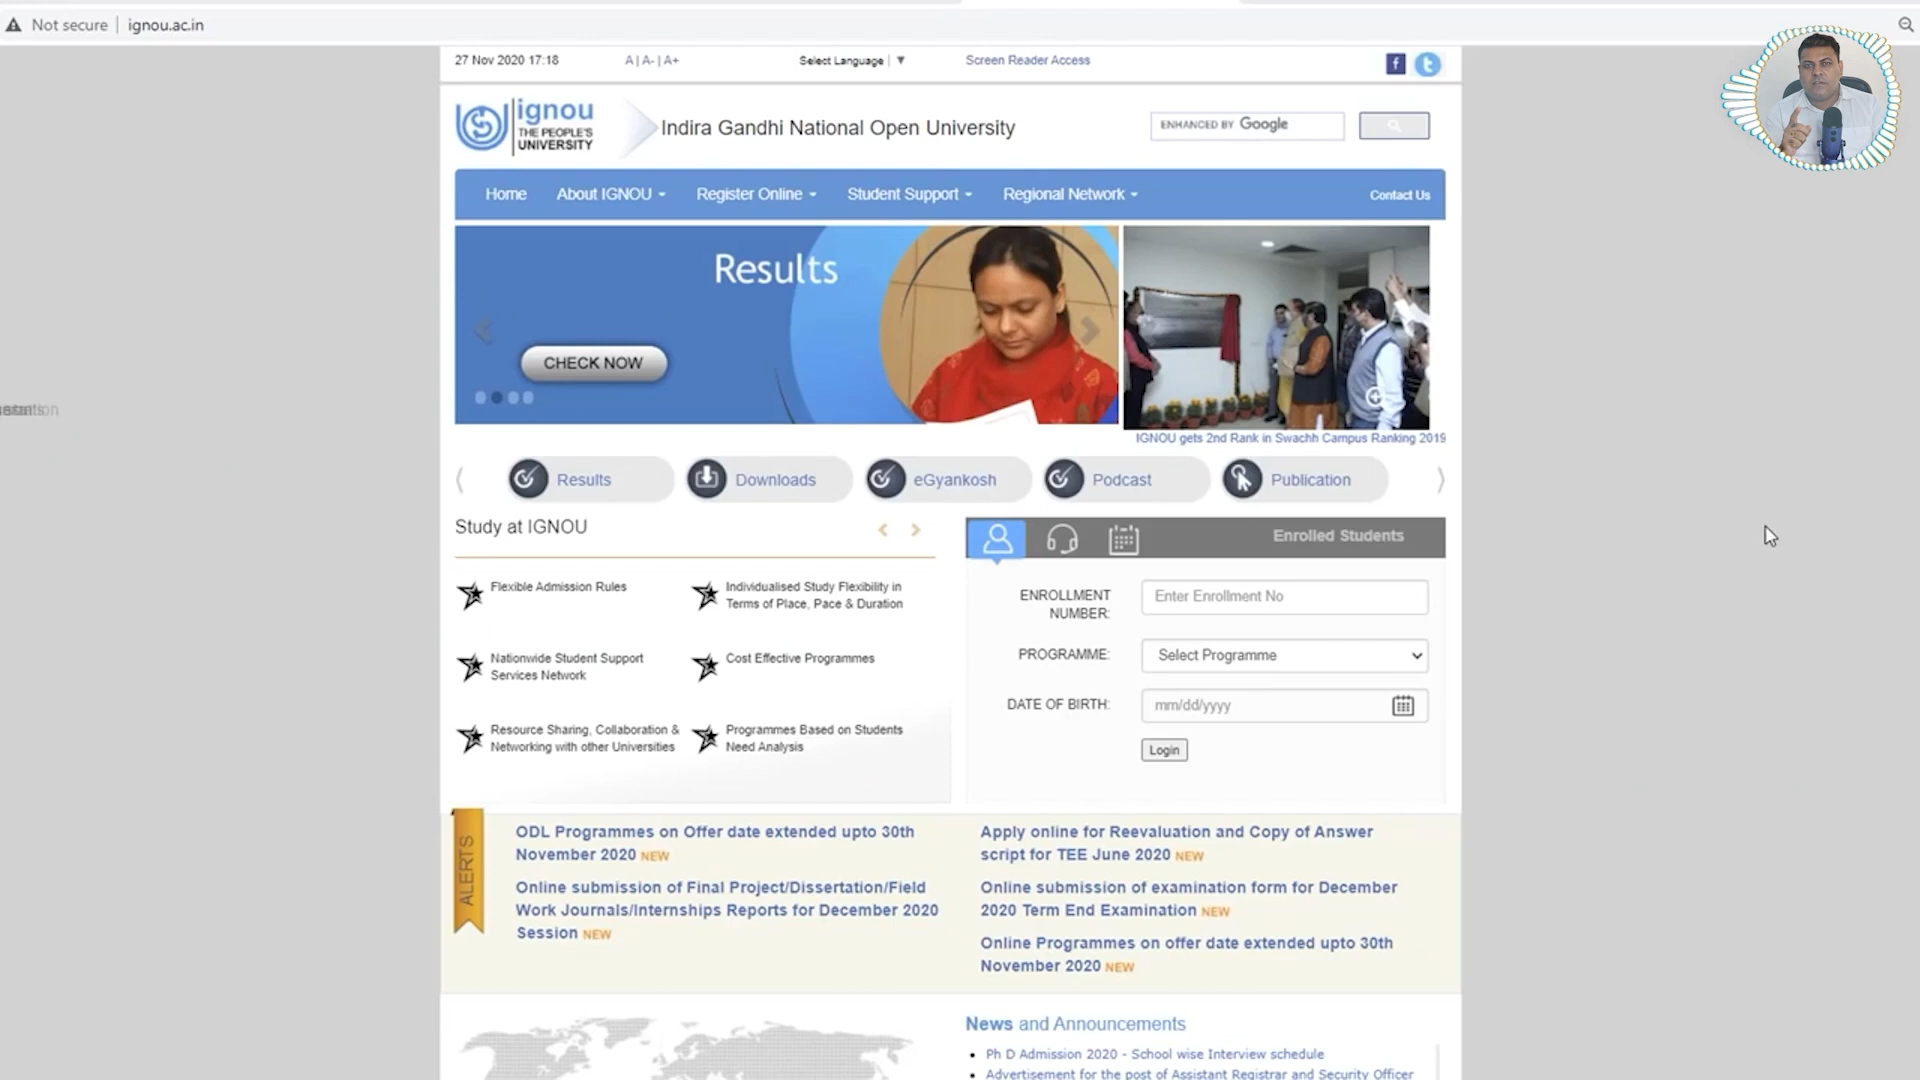 Not secure | ignou.ac.in
27 Nov 2020 17:18
A | A- | A+
Select Language | ▼
Screen Reader Access
f
t
ignou
THE PEOPLE'S
UNIVERSITY
Indira Gandhi National Open University
ENHANCED BY Google
Home
About IGNOU
Register Online
Student Support
Regional Network
Contact Us
Results
CHECK NOW
IGNOU gets 2nd Rank in Swachh Campus Ranking 2019
Results
Downloads
eGyankosh
Podcast
Publication
Study at IGNOU
Flexible Admission Rules
Individualised Study Flexibility in
Terms of Place, Pace & Duration
Nationwide Student Support
Services Network
Cost Effective Programmes
Resource Sharing, Collaboration &
Networking with other Universities
Programmes Based on Students
Need Analysis
Enrolled Students
ENROLLMENT
NUMBER:
Enter Enrollment No
PROGRAMME:
Select Programme
DATE OF BIRTH:
mm/dd/yyyy
Login
ALERTS
ODL Programmes on Offer date extended upto 30th
November 2020 NEW
Online submission of Final Project/Dissertation/Field
Work Journals/Internships Reports for December 2020
Session NEW
Apply online for Reevaluation and Copy of Answer
script for TEE June 2020 NEW
Online submission of examination form for December
2020 Term End Examination NEW
Online Programmes on offer date extended upto 30th
November 2020 NEW
News and Announcements
Ph D Admission 2020 - School wise Interview schedule
Advertisement for the post of Assistant Registrar and Security Officer